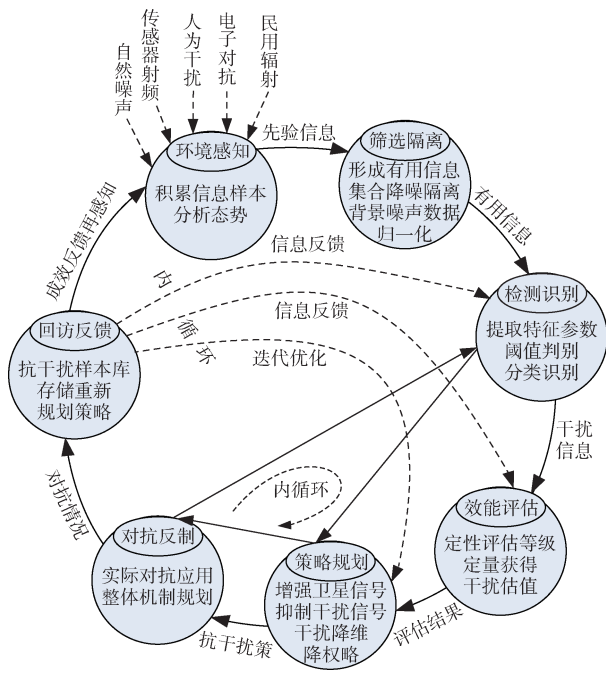 自然噪声
传感器射频
人为干扰
电子对抗
民用辐射
环境感知
积累信息样本
分析态势
先验信息
筛选隔离
形成有用信息
集合降噪隔离
背景噪声数据
归一化
有用信息
检测识别
提取特征参数
阈值判别
分类识别
干扰
信息
效能评估
定性评估等级
定量获得
干扰估值
评估结果
策略规划
增强卫星信号
抑制干扰信号
干扰降维
降权略
抗干扰策
对抗反制
实际对抗应用
整体机制规划
对抗情况
回访反馈
抗干扰样本库
存储重新
规划策略
成效反馈再感知
内循环
信息反馈
信息反馈
迭代优化
内循环